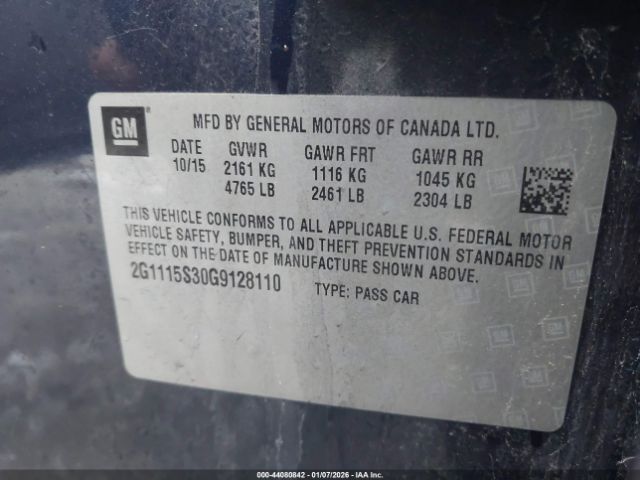 GM
MFD BY GENERAL MOTORS OF CANADA LTD.
DATE GVWR GAWR FRT GAWR RR
10/15 2161 KG 1116 KG 1045 KG
4765 LB 2461 LB 2304 LB
THIS VEHICLE CONFORMS TO ALL APPLICABLE U.S. FEDERAL MOTOR
VEHICLE SAFETY, BUMPER, AND THEFT PREVENTION STANDARDS
IN EFFECT ON THE DATE OF MANUFACTURE SHOWN ABOVE.
2G1115S30G9128110 TYPE: PASS CAR
000-44080842 - 01/07/2026 - IAA Inc.